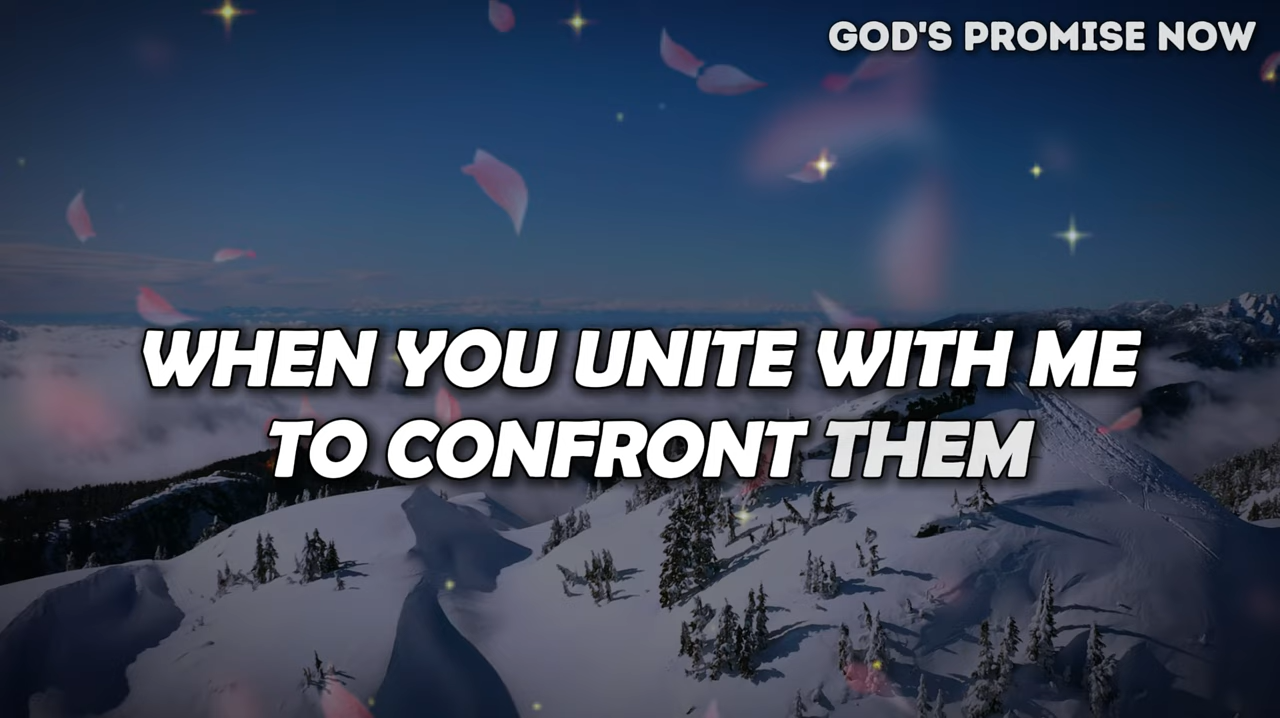 GOD'S PROMISE NOW
WHEN YOU UNITE WITH ME
TO CONFRONT THEM